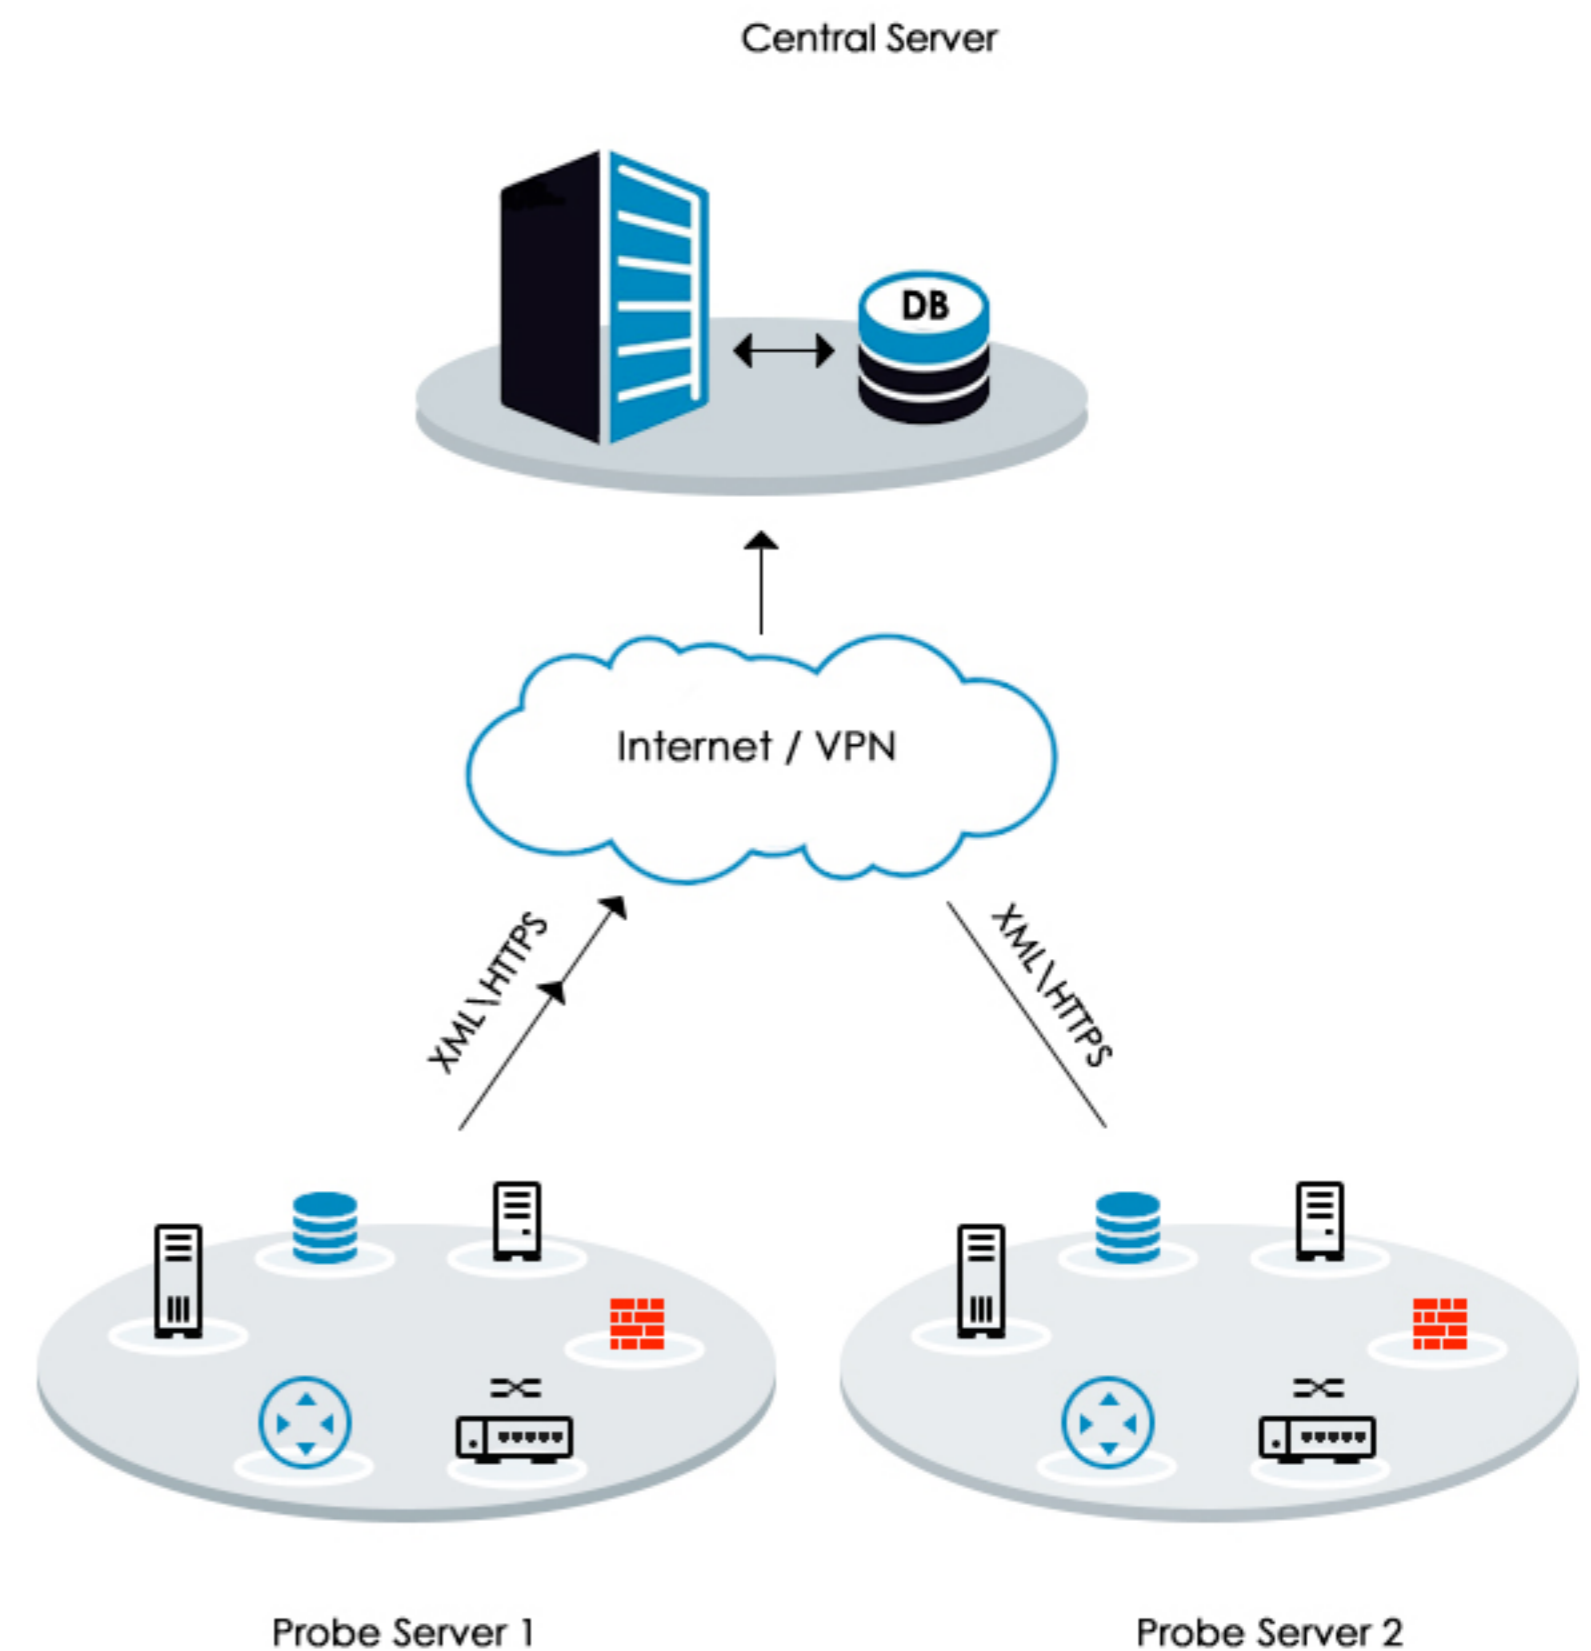 Central Server
DB
Internet / VPN
XML\HTTPS
XML\HTTPS
Probe Server 1
Probe Server 2